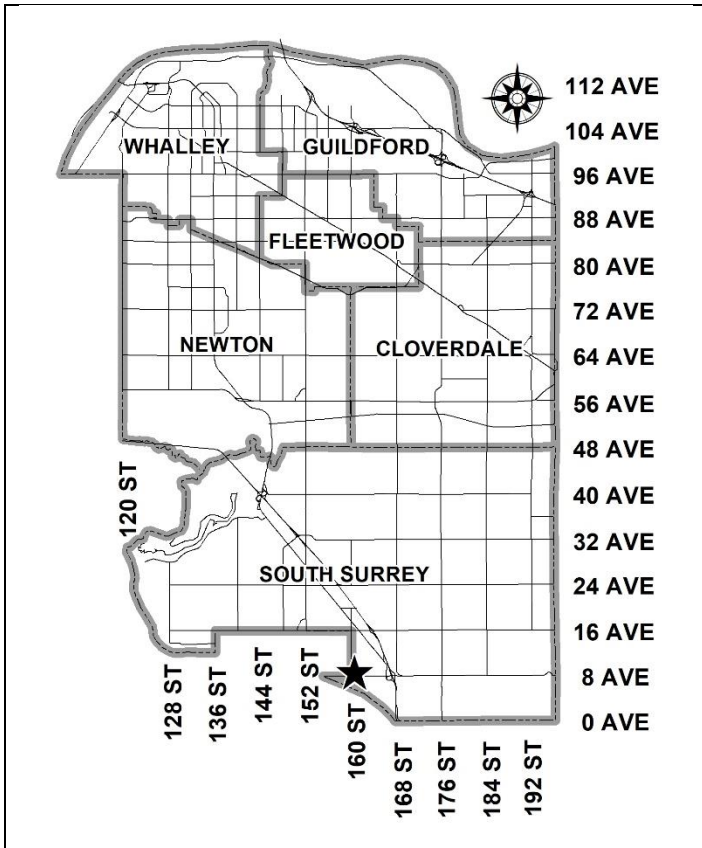 112 AVE
104 AVE
WHALLEY
GUILDFORD
96 AVE
88 AVE
FLEETWOOD
80 AVE
72 AVE
NEWTON
CLOVERDALE
64 AVE
56 AVE
48 AVE
120 ST
40 AVE
32 AVE
SOUTH SURREY
24 AVE
16 AVE
8 AVE
0 AVE
128 ST
136 ST
144 ST
152 ST
160 ST
168 ST
176 ST
184 ST
192 ST